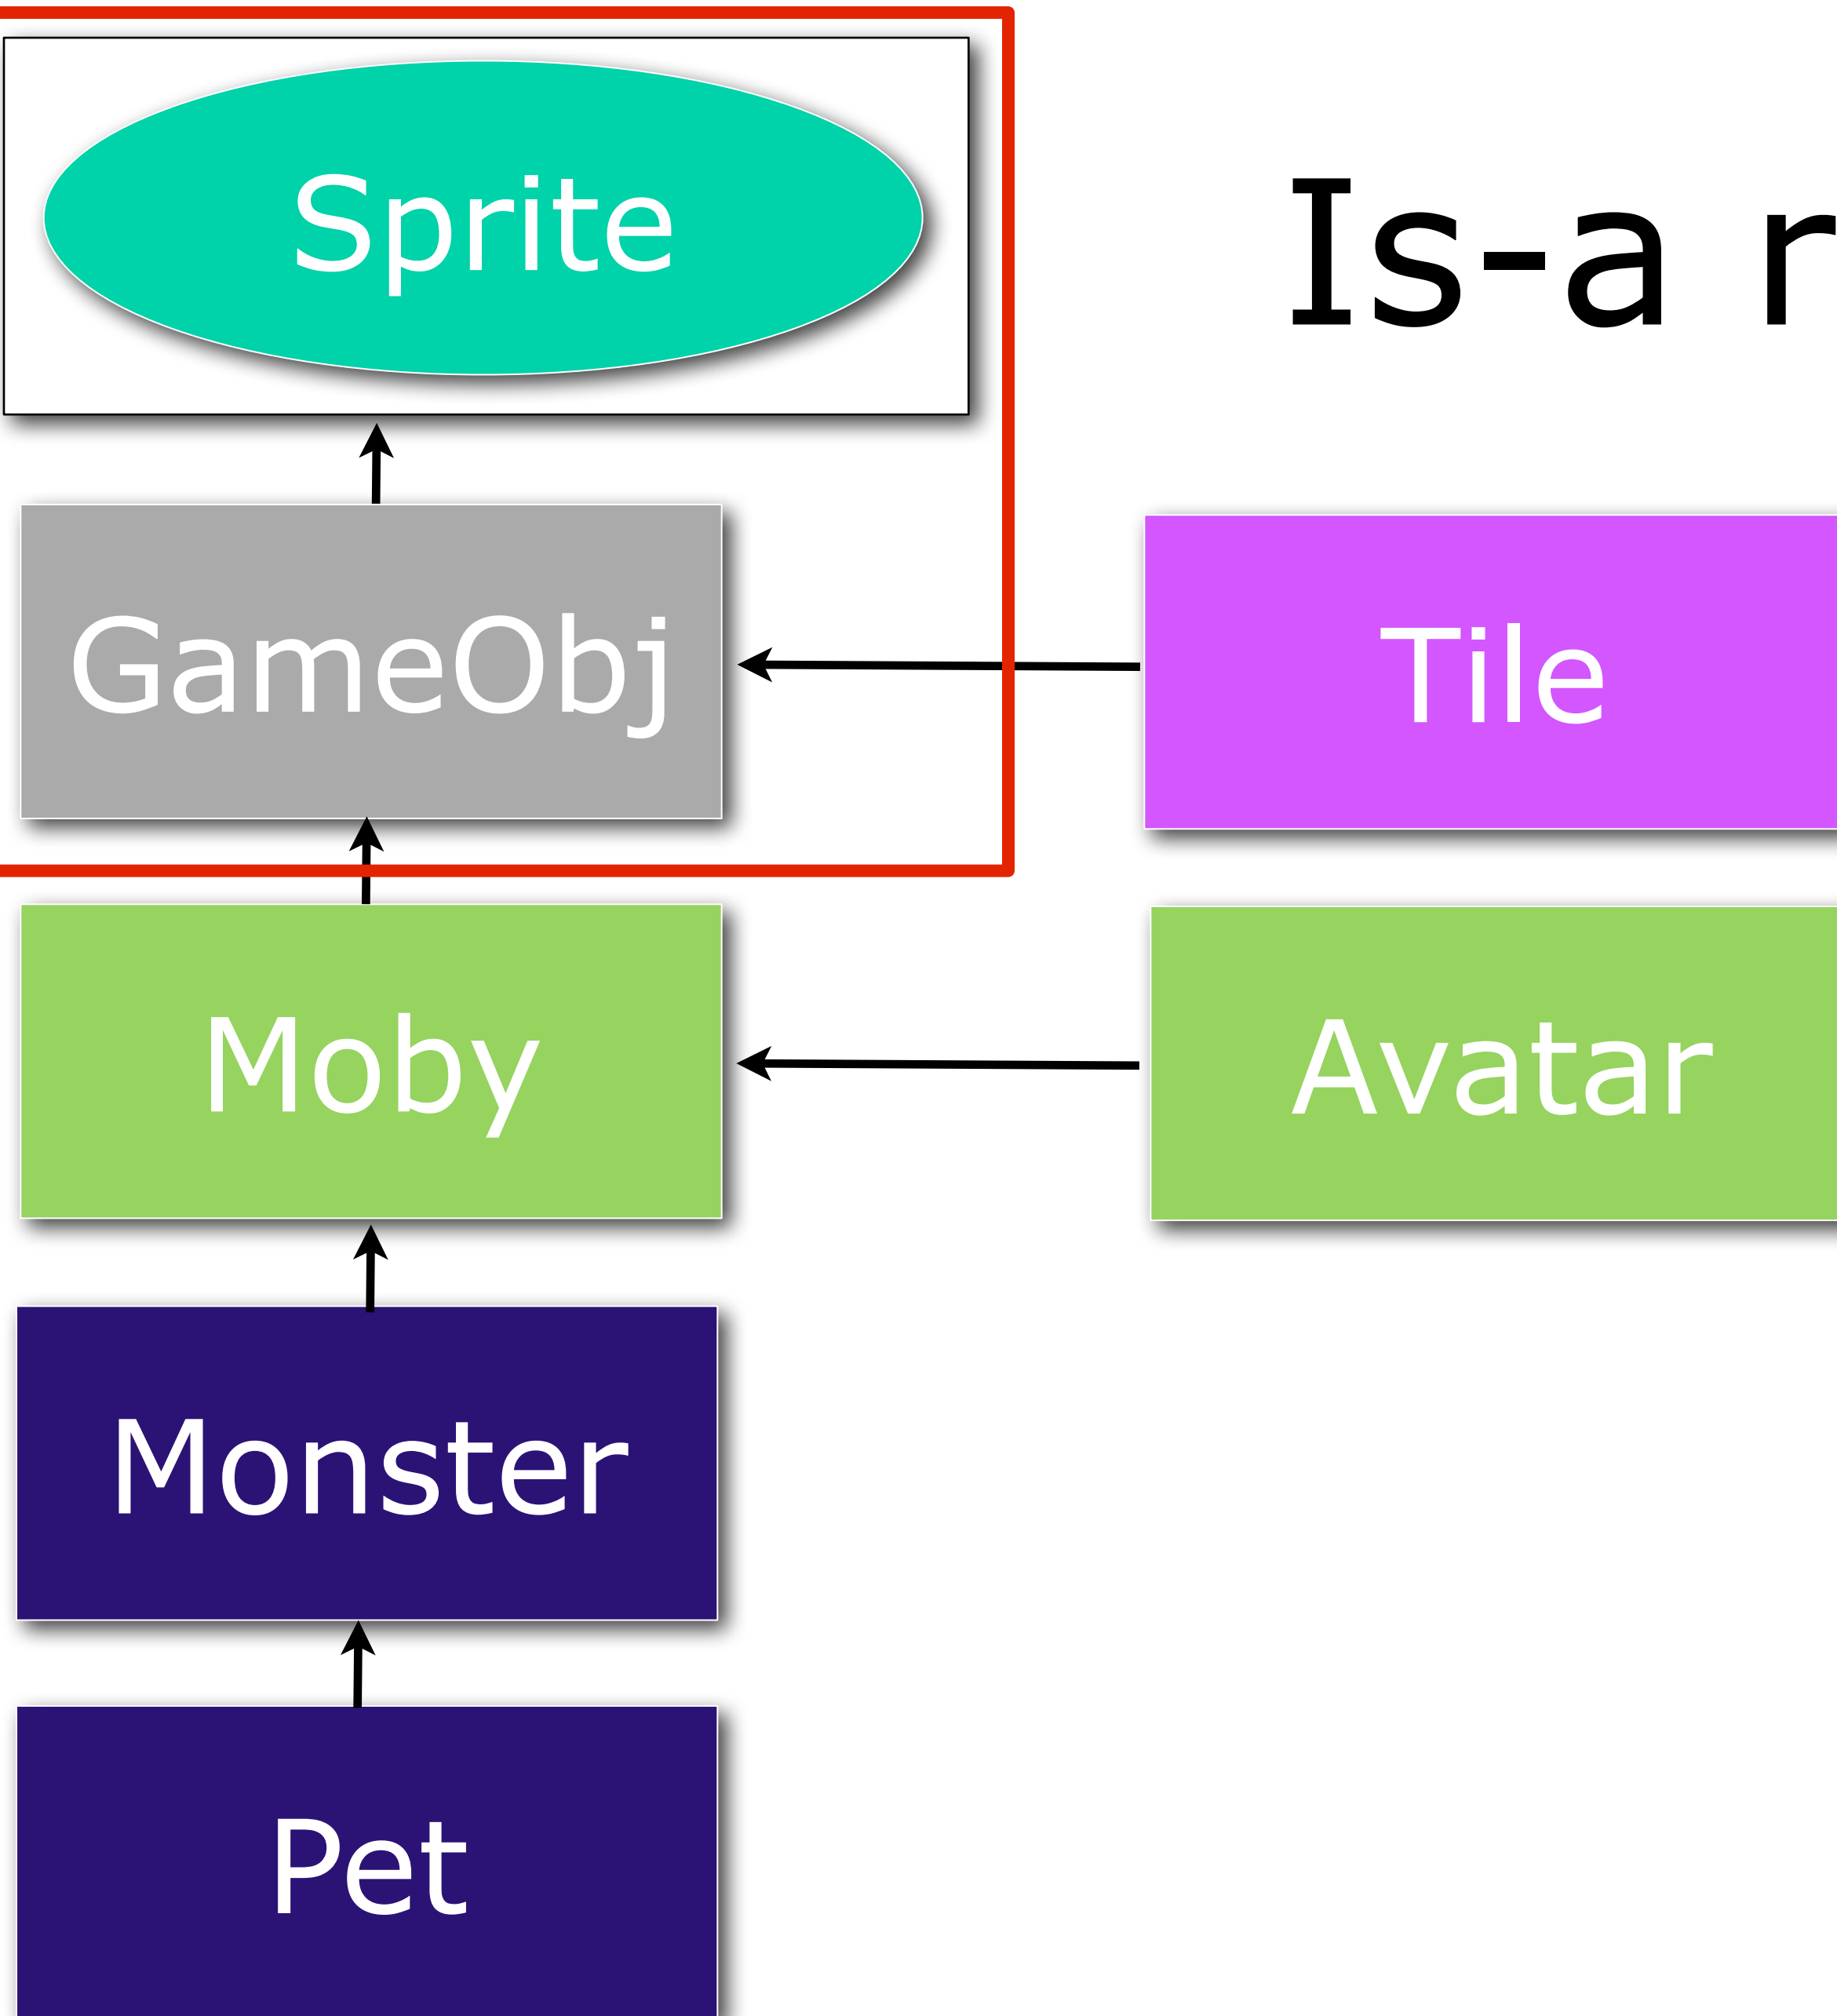 Sprite
Is-a r
GameObj
Tile
Moby
Avatar
Monster
Pet